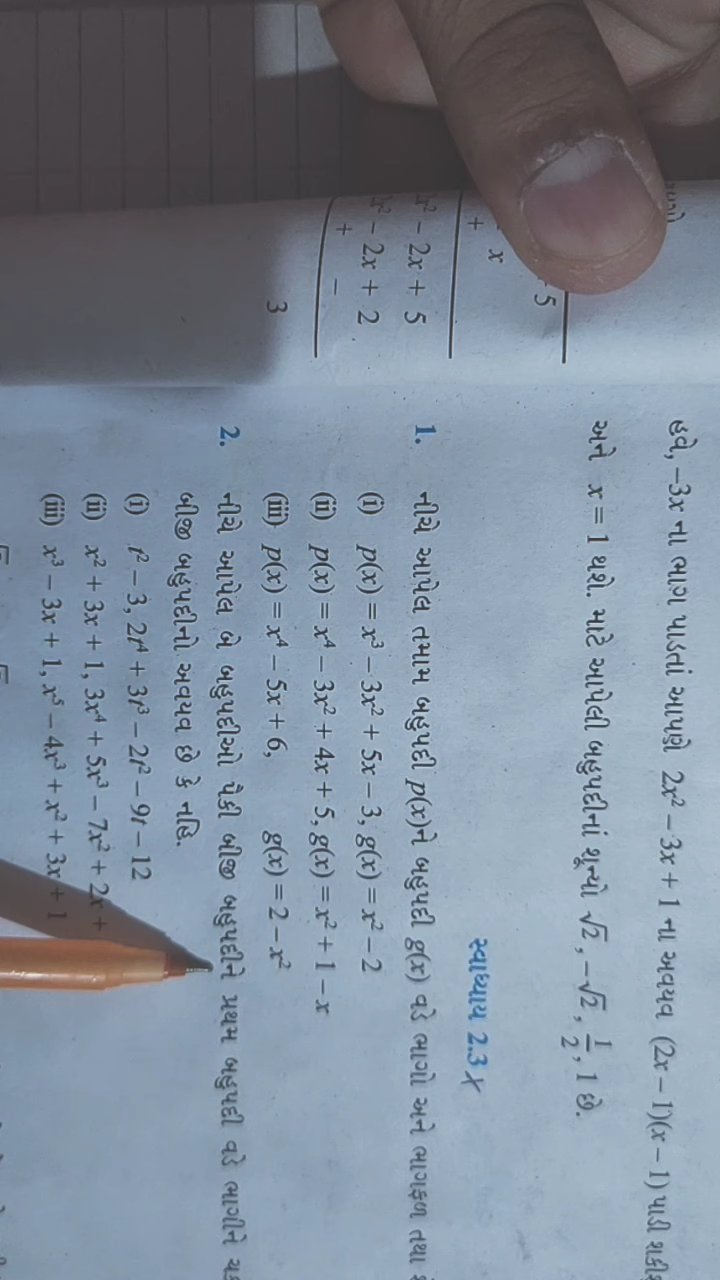 x² – 2x + 5
x² – 2x + 2
+ –
3
હવે, –3x ના ભાગ પાડતાં આપણે 2x² – 3x + 1 ના અવયવ (2x – 1)(x – 1) પાડી
અને x = 1 થશે. માટે આપેલી બહુપદીનાં શૂન્યો √2, –√2, 1/2, 1 છે.
સ્વાધ્યાય 2.3 X
1. નીચે આપેલ તમામ બહુપદી p(x)ને બહુપદી g(x) વડે ભાગો અને ભાગફળ તથા
(i) p(x) = x³ – 3x² + 5x – 3, g(x) = x² – 2
(ii) p(x) = x⁴ – 3x² + 4x + 5, g(x) = x² + 1 – x
(iii) p(x) = x⁴ – 5x + 6, g(x) = 2 – x²
2. નીચે આપેલ બે બહુપદીઓ પૈકી બીજી બહુપદીને પ્રથમ બહુપદી વડે ભાગીને
બીજી બહુપદીનો અવયવ છે કે નહિ.
(i) t² – 3, 2t⁴ + 3t³ – 2t² – 9t – 12
(ii) x² + 3x + 1, 3x⁴ + 5x³ – 7x² + 2x +
(iii) x³ – 3x + 1, x⁵ – 4x³ + x² + 3x + 1